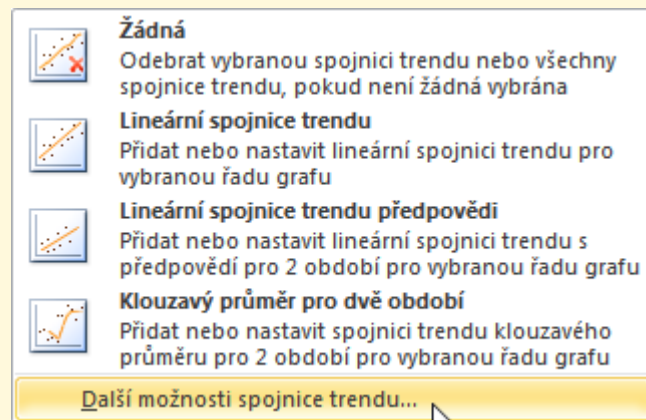 Žádná
Odebrat vybranou spojnici trendu nebo všechny
spojnice trendu, pokud není žádná vybrána
Lineární spojnice trendu
Přidat nebo nastavit lineární spojnici trendu pro
vybranou řadu grafu
Lineární spojnice trendu předpovědi
Přidat nebo nastavit lineární spojnici trendu s
předpovědí pro 2 období pro vybranou řadu grafu
Klouzavý průměr pro dvě období
Přidat nebo nastavit spojnici trendu klouzavého
průměru pro 2 období pro vybranou řadu grafu
Další možnosti spojnice trendu...